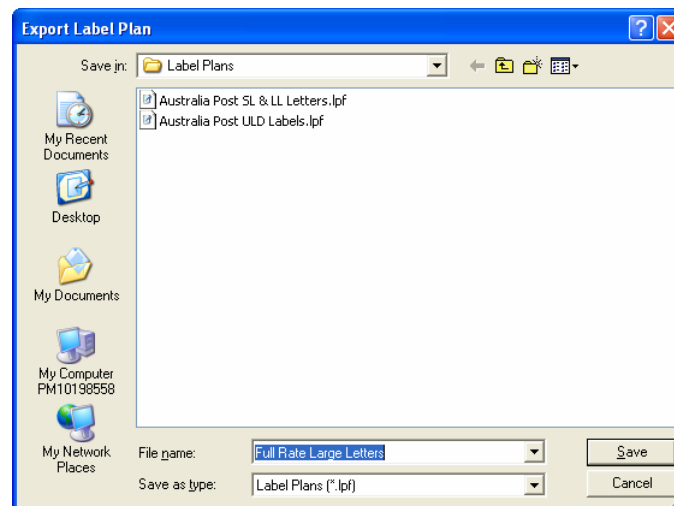 Export Label Plan
Save in: Label Plans
Australia Post SL & LL Letters.lpf
Australia Post ULD Labels.lpf
My Recent
Documents
Desktop
My Documents
My Computer
PM10198558
My Network
Places
File name: Full Rate Large Letters Save
Save as type: Label Plans (*.lpf) Cancel